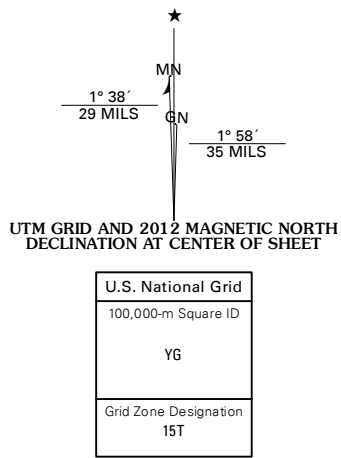 ★
MN
1° 38´
29 MILS
GN
1° 58´
35 MILS
UTM GRID AND 2012 MAGNETIC NORTH
DECLINATION AT CENTER OF SHEET
U.S. National Grid
100,000-m Square ID
YG
Grid Zone Designation
15T